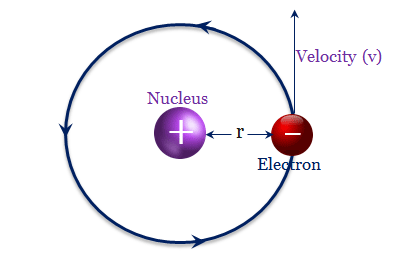 Velocity (v)
Nucleus
+
r
−
Electron